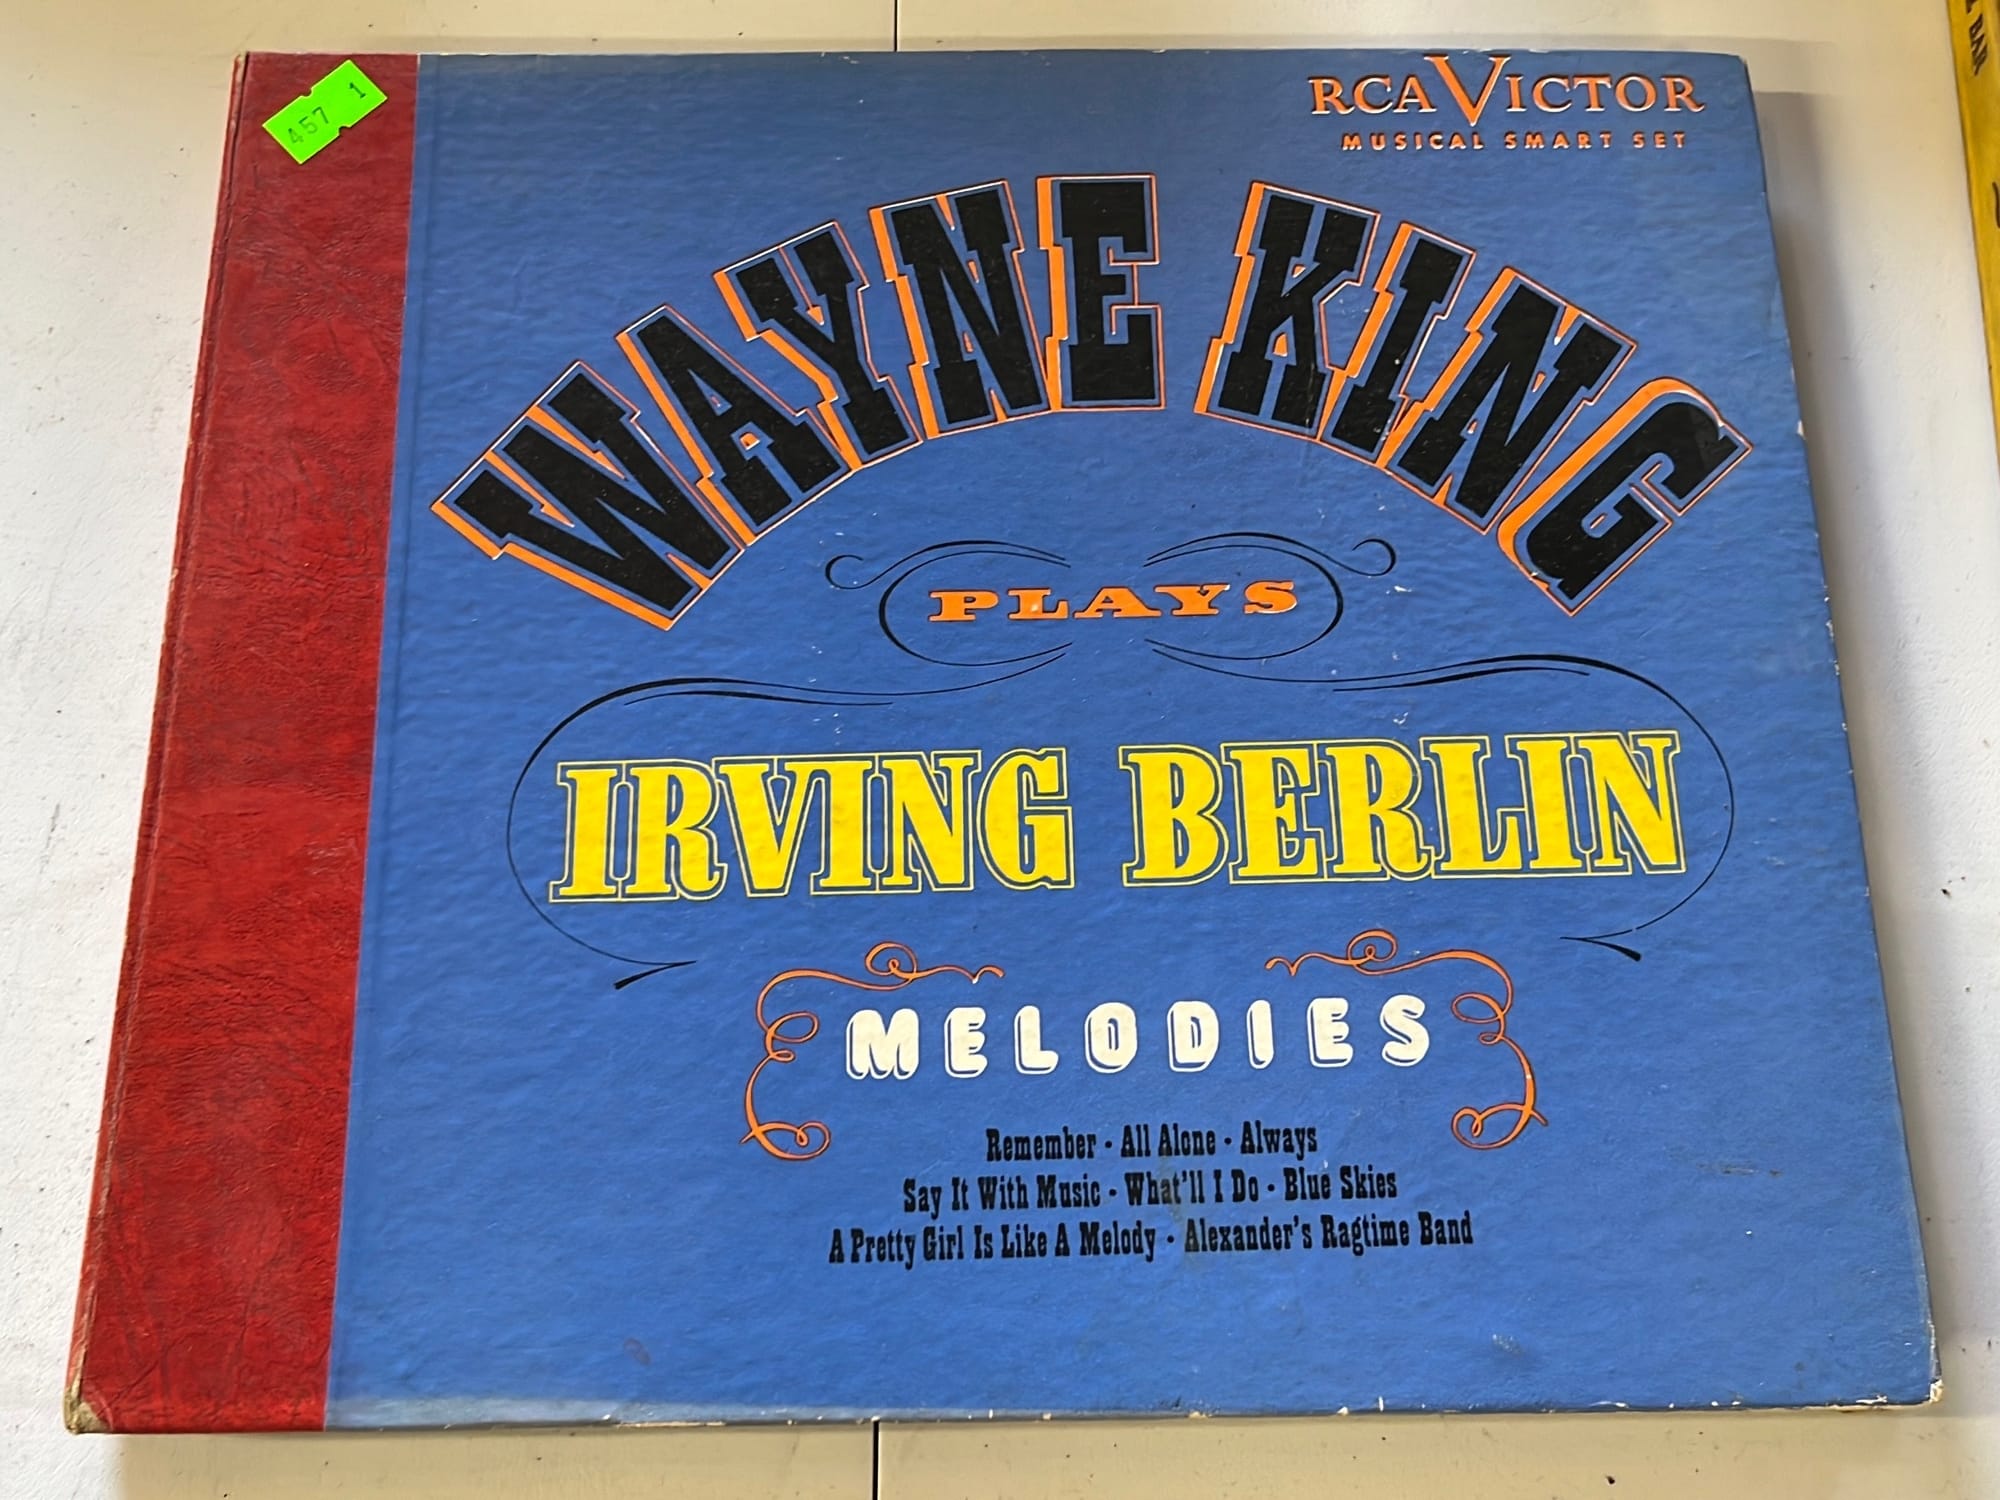 457 1
RCA VICTOR
MUSICAL SMART SET
WAYNE KING
PLAYS
IRVING BERLIN
MELODIES
Remember · All Alone · Always
Say It With Music · What'll I Do · Blue Skies
A Pretty Girl Is Like A Melody · Alexander's Ragtime Band